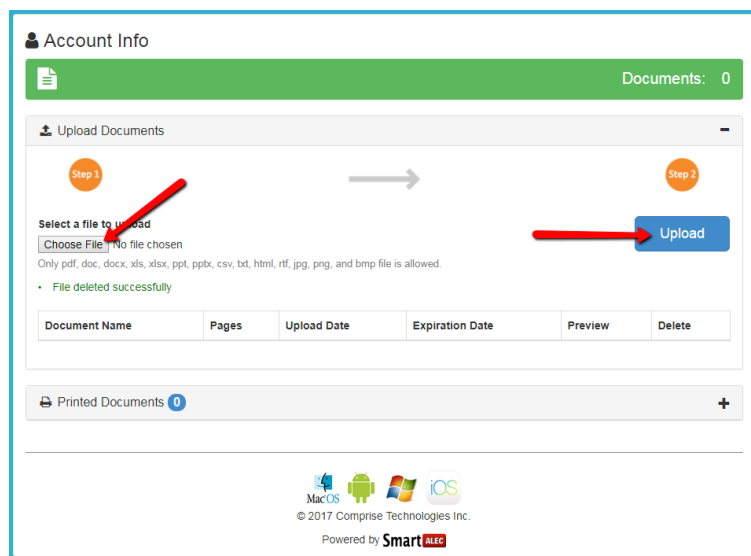 Account Info
Documents: 0
Upload Documents
Step 1
Step 2
Select a file to upload
Choose File No file chosen
Upload
Only pdf, doc, docx, xls, xlsx, ppt, pptx, csv, txt, html, rtf, jpg, png, and bmp file is allowed.
File deleted successfully
Document Name Pages Upload Date Expiration Date Preview Delete
Printed Documents 0
MacOS iOS
© 2017 Comprise Technologies Inc.
Powered by Smart ALEC